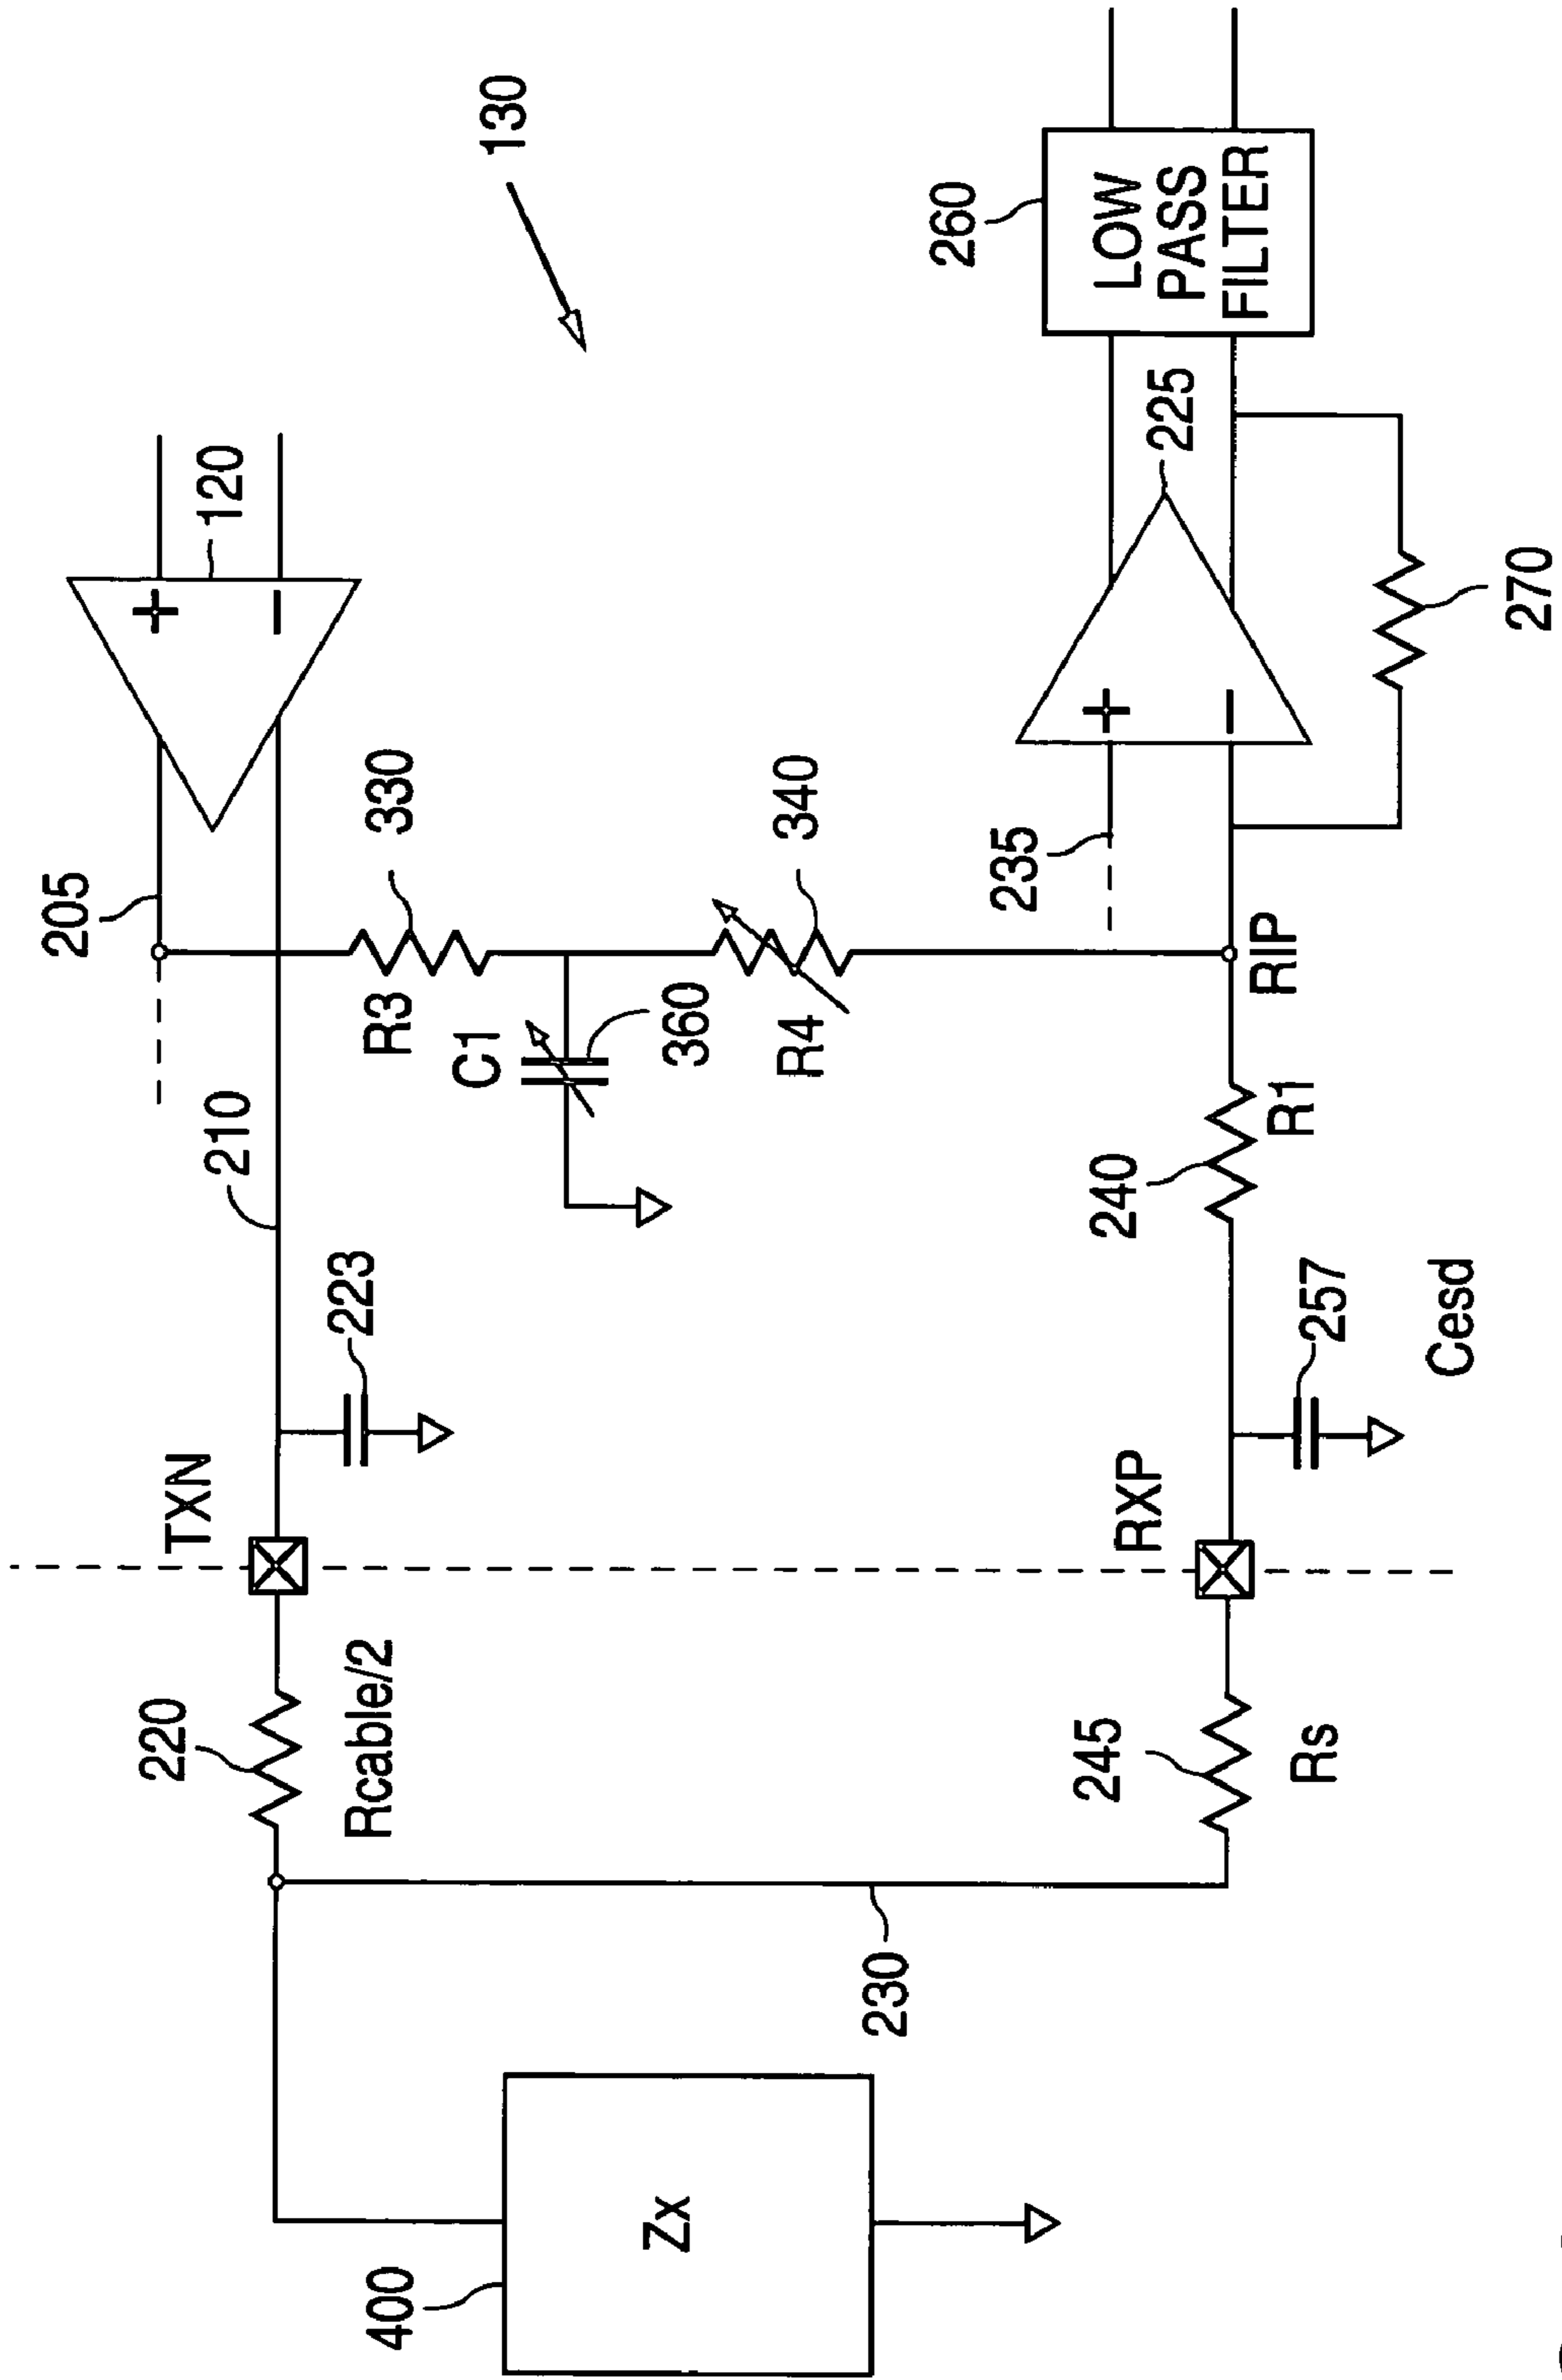 130
205
120
+
−
210
R3
330
C1
360
R4
340
TXN
223
220
Rcable/2
400
Zx
230
235
+
−
225
260
LOW
PASS
FILTER
270
RIP
240
R1
RXP
257
Cesd
245
Rs